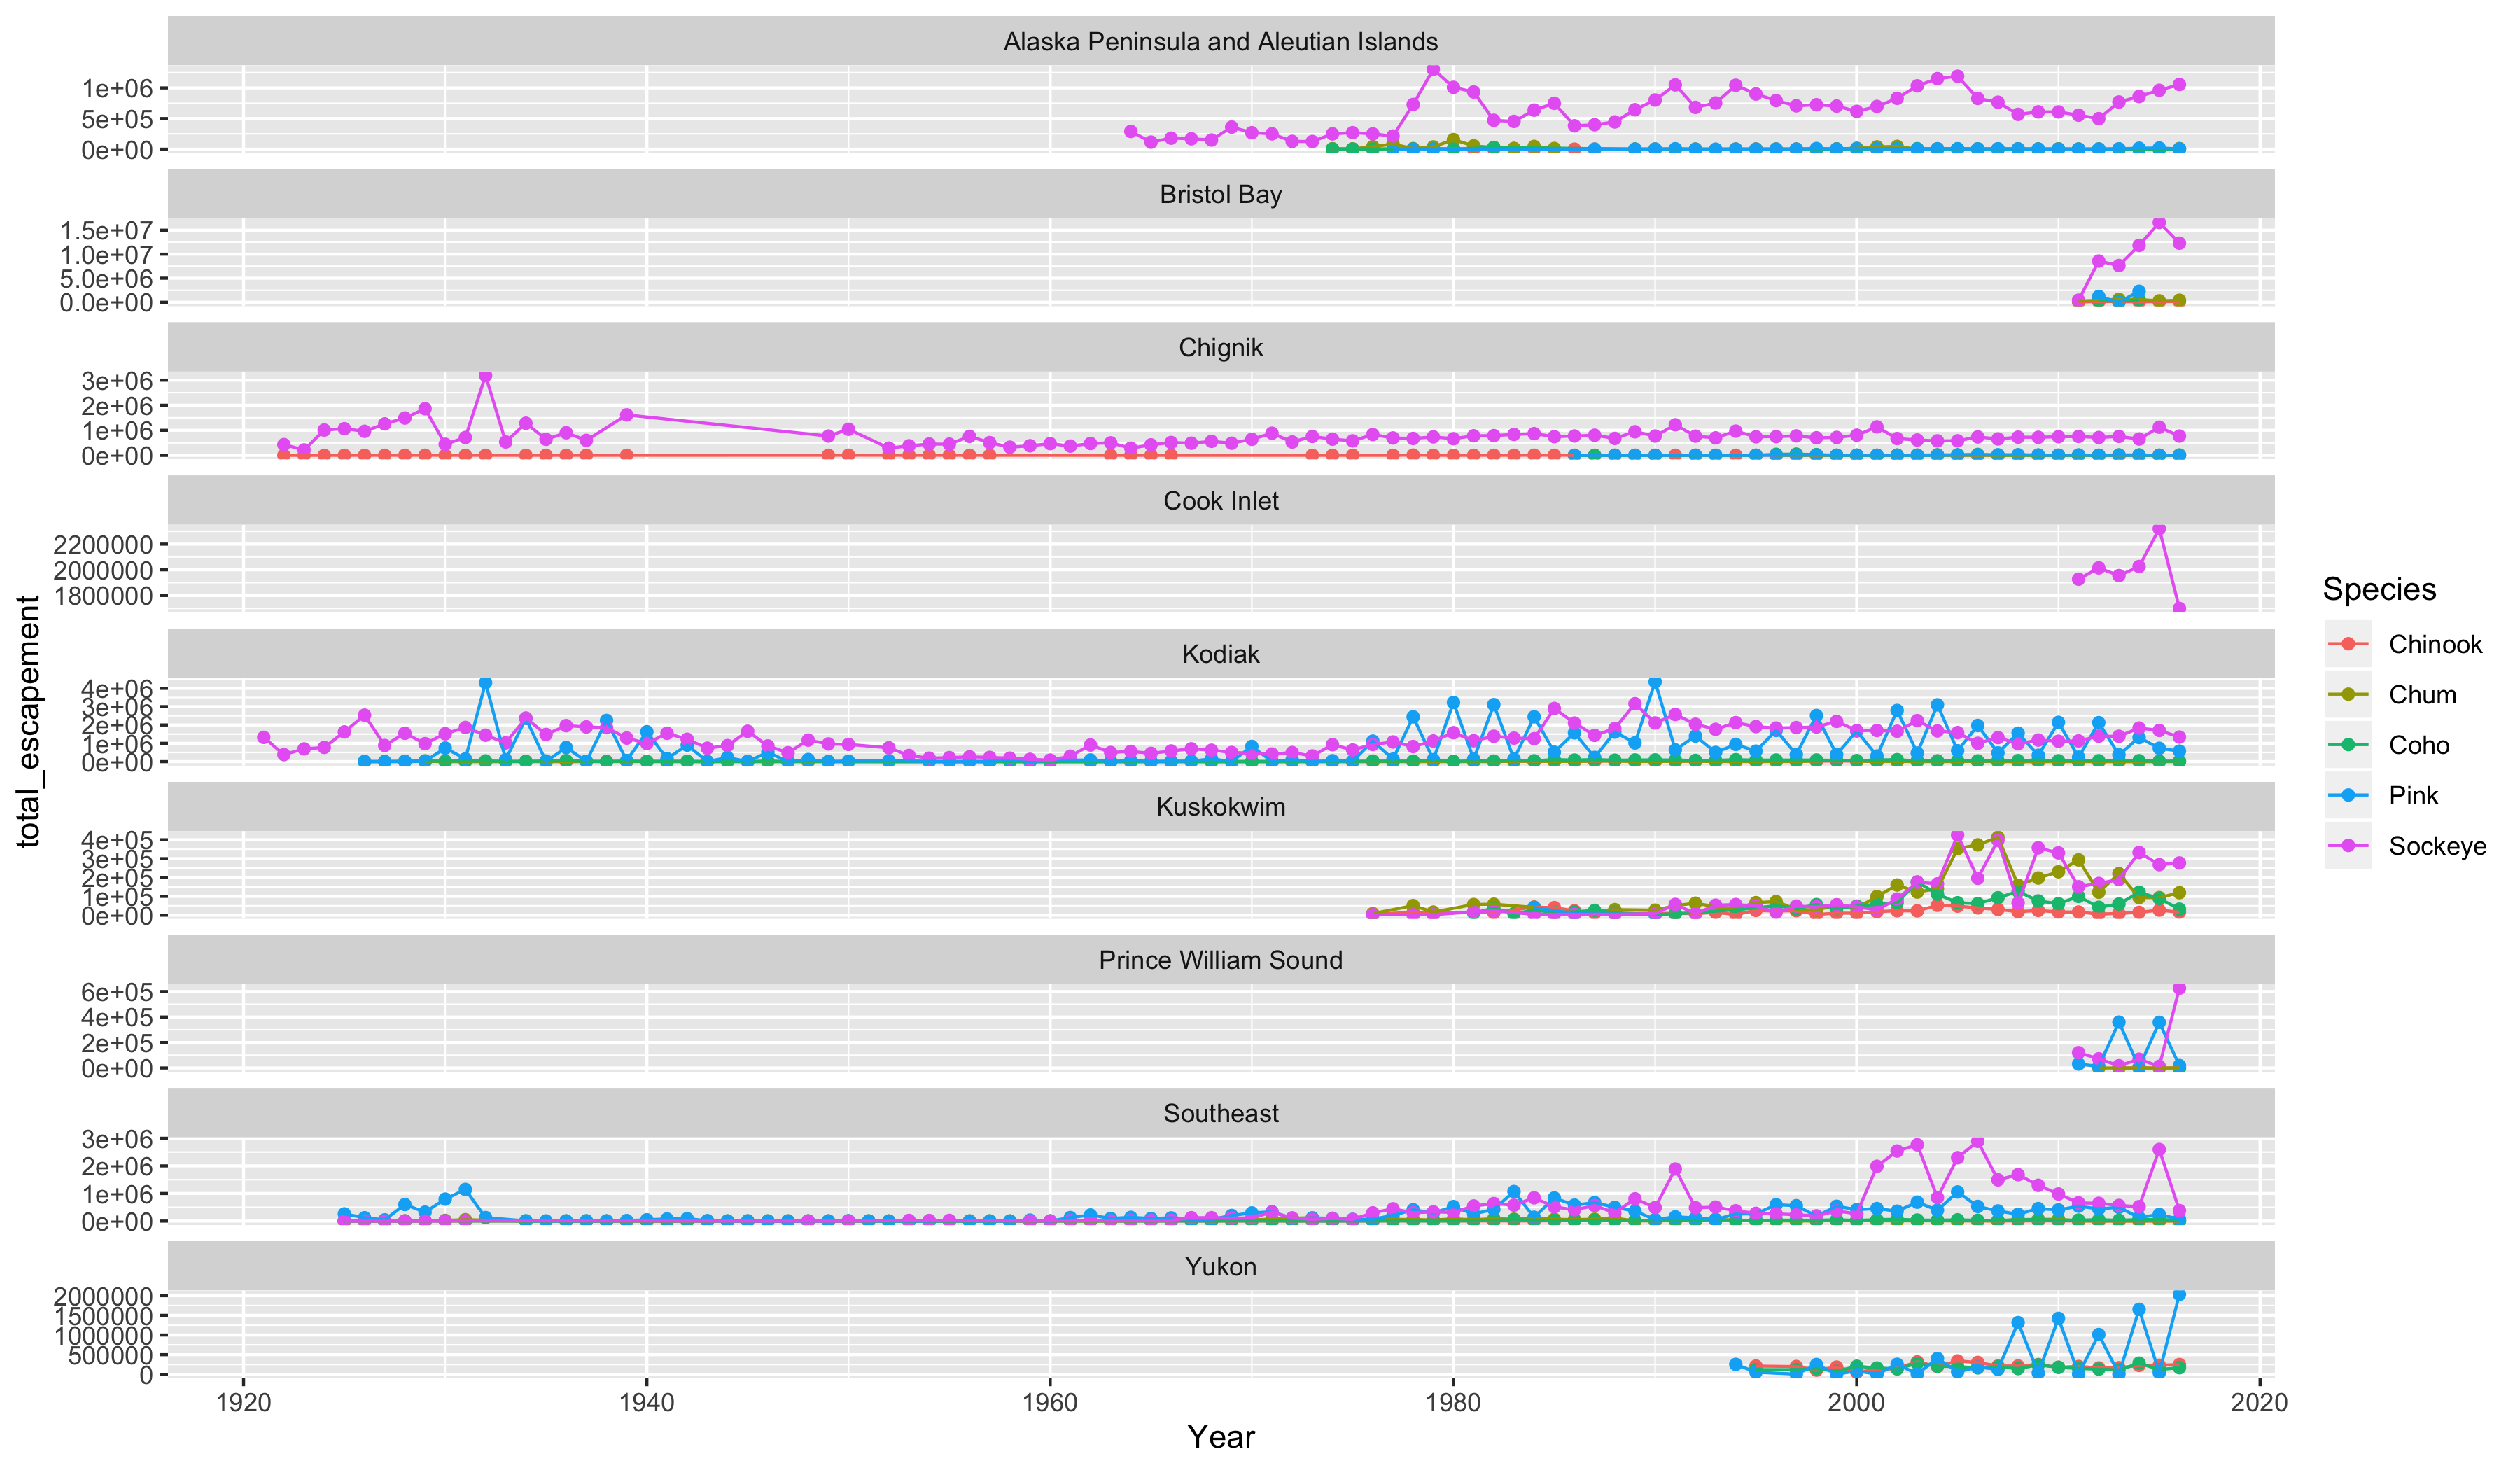 Alaska Peninsula and Aleutian Islands
1e+06
5e+05
0e+00
Bristol Bay
1.5e+07
1.0e+07
5.0e+06
0.0e+00
Chignik
3e+06
2e+06
1e+06
0e+00
Cook Inlet
2200000
2000000
1800000
Kodiak
4e+06
3e+06
2e+06
1e+06
0e+00
Kuskokwim
4e+05
3e+05
2e+05
1e+05
0e+00
Prince William Sound
6e+05
4e+05
2e+05
0e+00
Southeast
3e+06
2e+06
1e+06
0e+00
Yukon
2000000
1500000
1000000
500000
0
1920 1940 1960 1980 2000 2020
Year
total_escapement
Species
Chinook
Chum
Coho
Pink
Sockeye